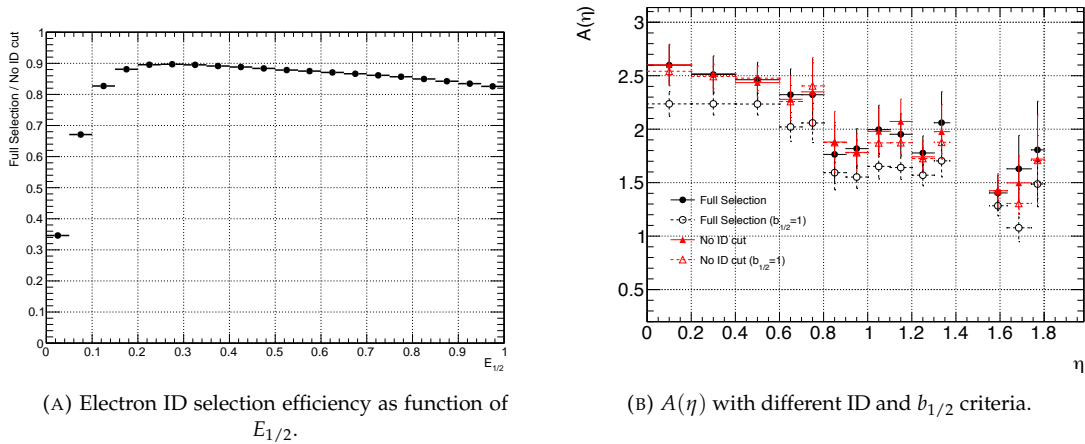 Full Selection / No ID cut
1
0.9
0.8
0.7
0.6
0.5
0.4
0.3
0.2
0.1
0
0 0.1 0.2 0.3 0.4 0.5 0.6 0.7 0.8 0.9 1
E1/2
(A) Electron ID selection efficiency as function of
E1/2.
A(η)
3
2.5
2
1.5
1
0.5
Full Selection
Full Selection (b1/2=1)
No ID cut
No ID cut (b1/2=1)
0 0.2 0.4 0.6 0.8 1 1.2 1.4 1.6 1.8
η
(B) A(η) with different ID and b1/2 criteria.